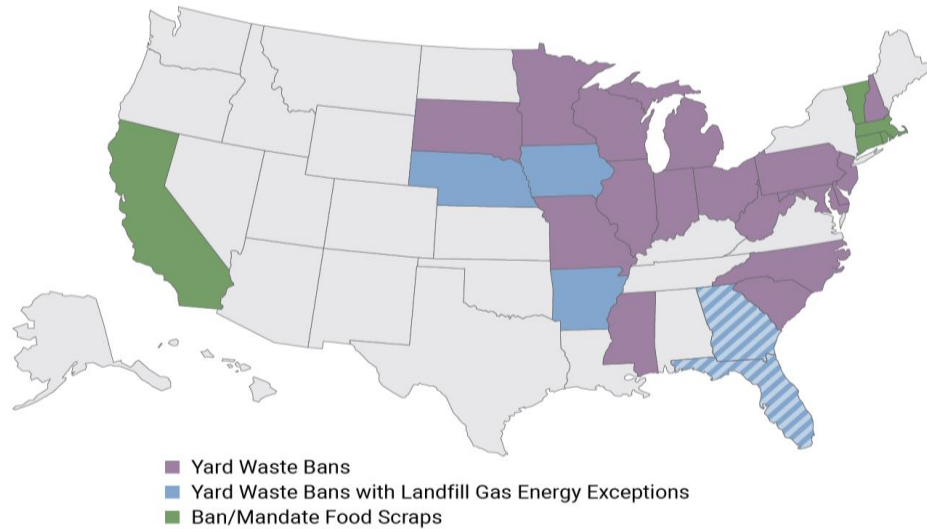 Yard Waste Bans
Yard Waste Bans with Landfill Gas Energy Exceptions
Ban/Mandate Food Scraps